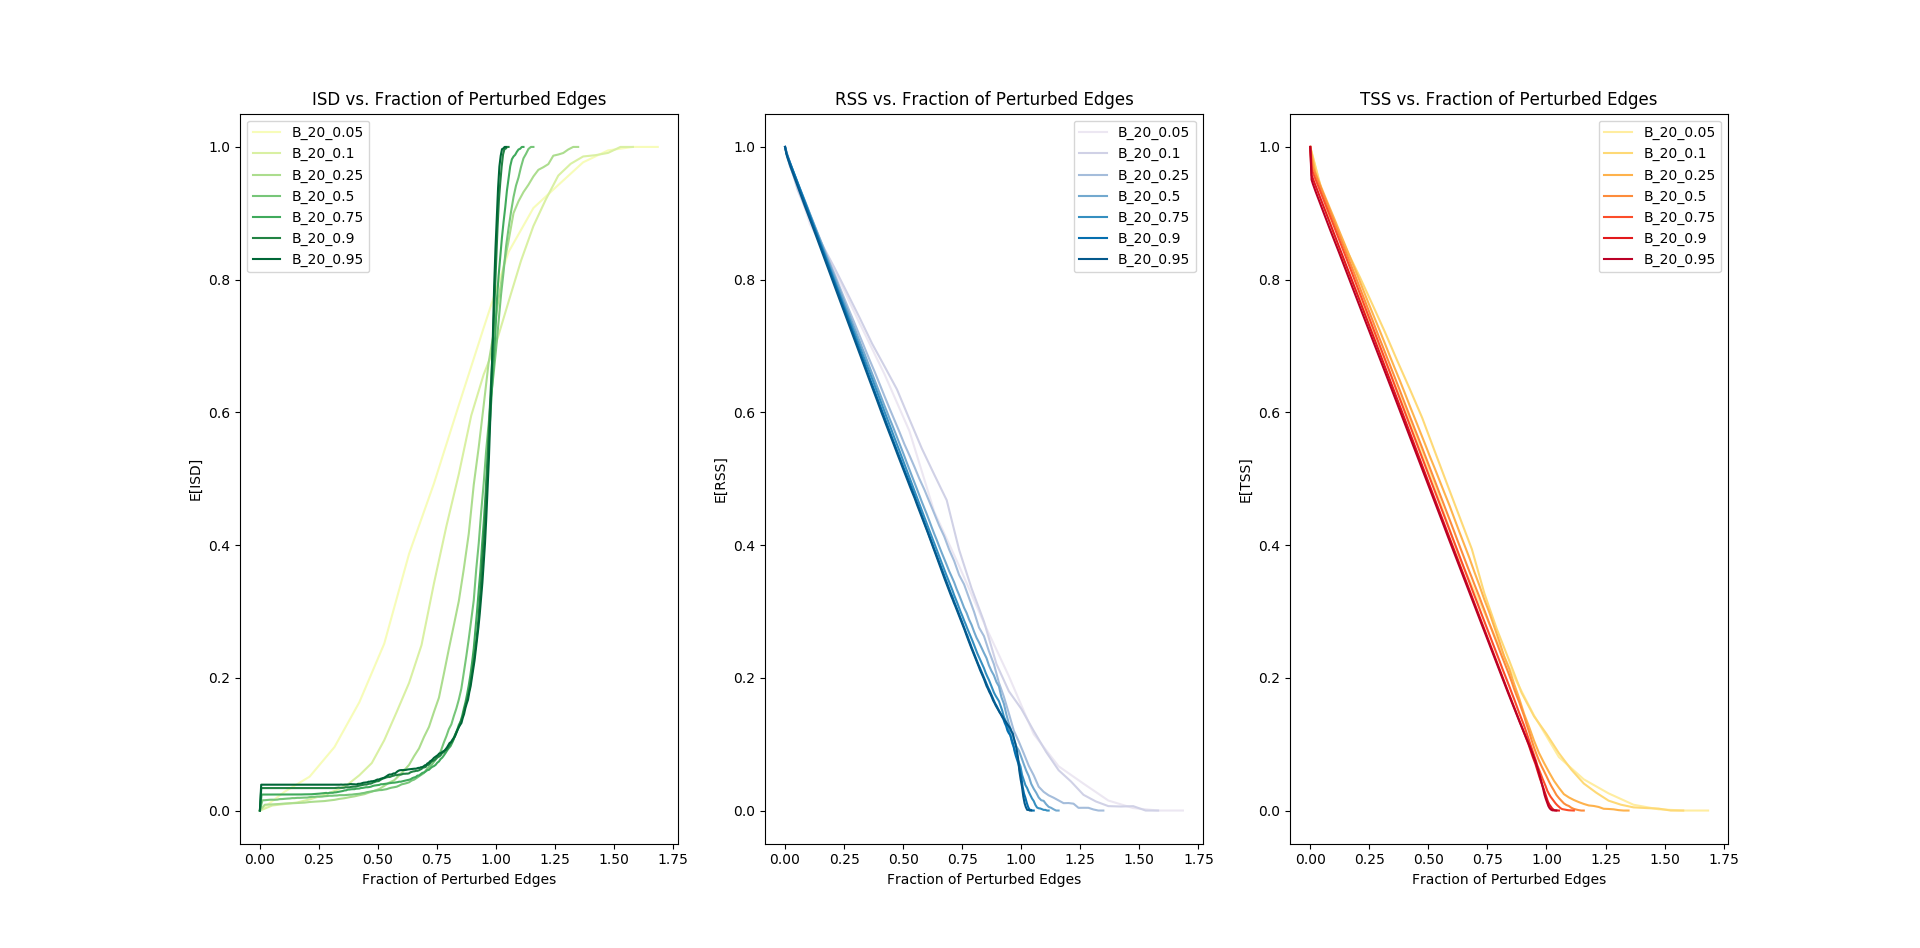 ISD vs. Fraction of Perturbed Edges
B_20_0.05
B_20_0.1
B_20_0.25
B_20_0.5
B_20_0.75
B_20_0.9
B_20_0.95
1.0
0.8
0.6
0.4
0.2
0.0
E[ISD]
0.00 0.25 0.50 0.75 1.00 1.25 1.50 1.75
Fraction of Perturbed Edges
RSS vs. Fraction of Perturbed Edges
B_20_0.05
B_20_0.1
B_20_0.25
B_20_0.5
B_20_0.75
B_20_0.9
B_20_0.95
1.0
0.8
0.6
0.4
0.2
0.0
E[RSS]
0.00 0.25 0.50 0.75 1.00 1.25 1.50 1.75
Fraction of Perturbed Edges
TSS vs. Fraction of Perturbed Edges
B_20_0.05
B_20_0.1
B_20_0.25
B_20_0.5
B_20_0.75
B_20_0.9
B_20_0.95
1.0
0.8
0.6
0.4
0.2
0.0
E[TSS]
0.00 0.25 0.50 0.75 1.00 1.25 1.50 1.75
Fraction of Perturbed Edges